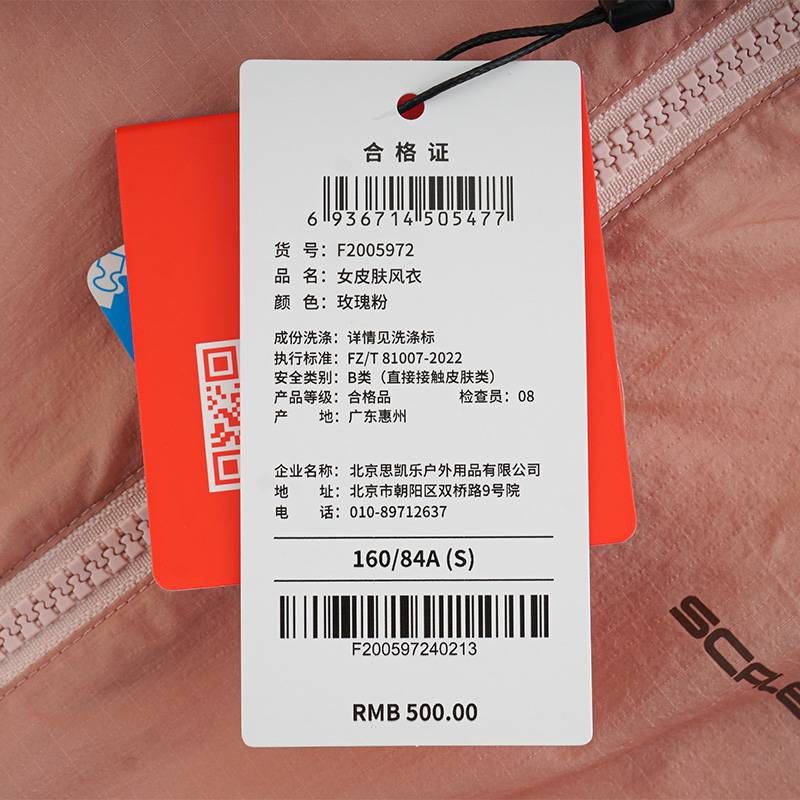 合格证
6 936714 505477
货 号：F2005972
品 名：女皮肤风衣
颜 色：玫瑰粉
成份洗涤：详情见洗涤标
执行标准：FZ/T 81007-2022
安全类别：B类（直接接触皮肤类）
产品等级：合格品 检查员：08
产 地：广东惠州
企业名称：北京思凯乐户外用品有限公司
地 址：北京市朝阳区双桥路9号院
电 话：010-89712637
160/84A (S)
F200597240213
RMB 500.00